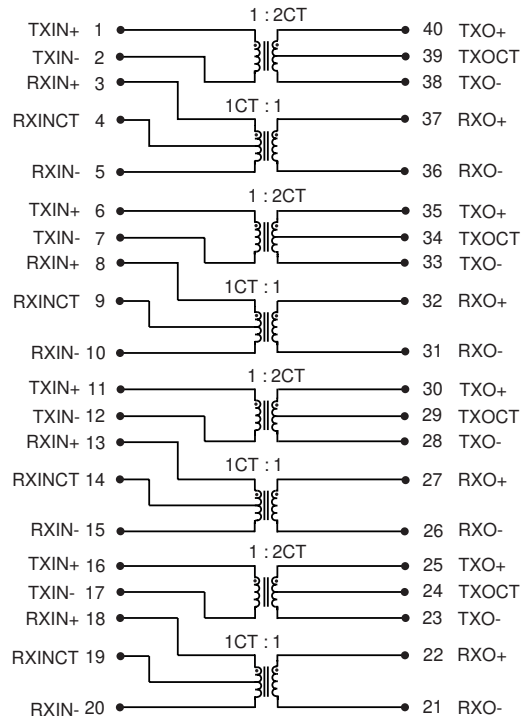 1 : 2CT
TXIN+ 1 40 TXO+
TXIN- 2 39 TXOCT
RXIN+ 3 38 TXO-
1CT : 1
RXINCT 4 37 RXO+
RXIN- 5 36 RXO-
1 : 2CT
TXIN+ 6 35 TXO+
TXIN- 7 34 TXOCT
RXIN+ 8 33 TXO-
1CT : 1
RXINCT 9 32 RXO+
RXIN- 10 31 RXO-
1 : 2CT
TXIN+ 11 30 TXO+
TXIN- 12 29 TXOCT
RXIN+ 13 28 TXO-
1CT : 1
RXINCT 14 27 RXO+
RXIN- 15 26 RXO-
1 : 2CT
TXIN+ 16 25 TXO+
TXIN- 17 24 TXOCT
RXIN+ 18 23 TXO-
1CT : 1
RXINCT 19 22 RXO+
RXIN- 20 21 RXO-